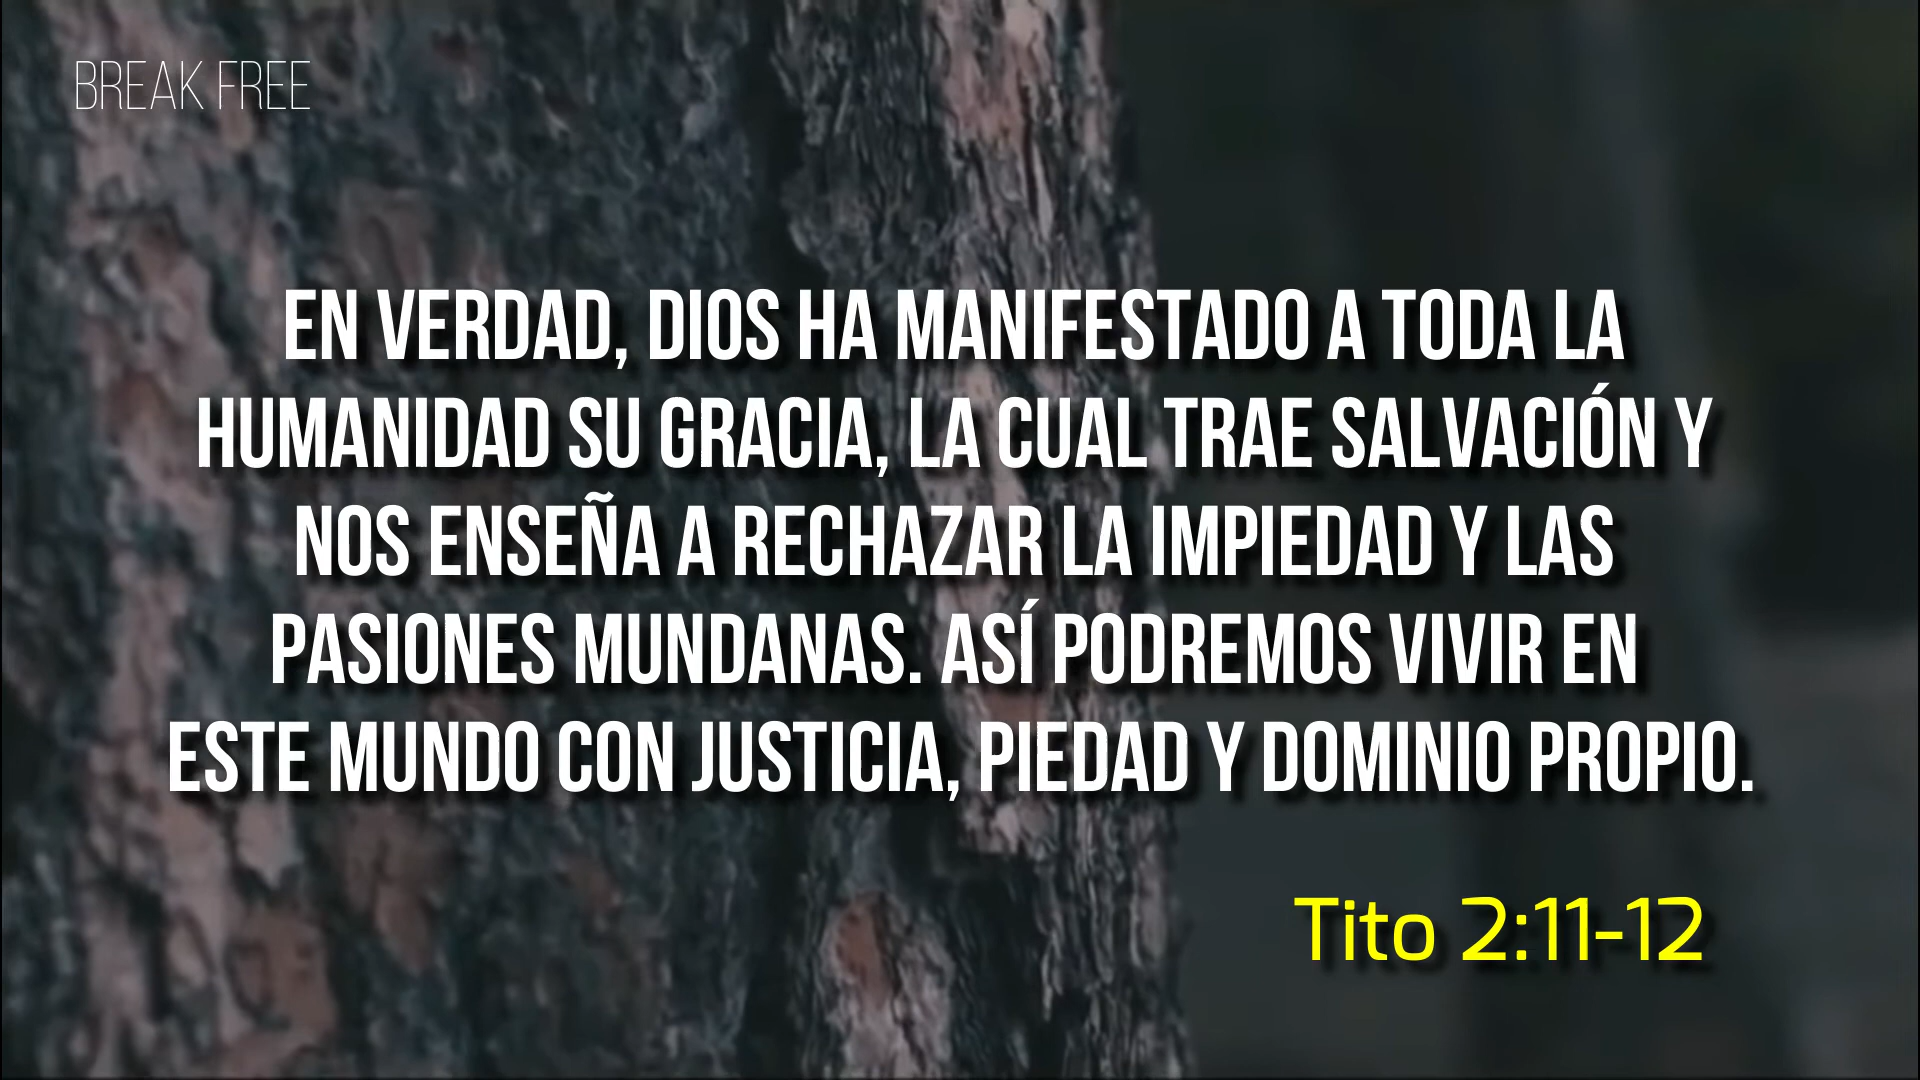 BREAK FREE
EN VERDAD, DIOS HA MANIFESTADO A TODA LA
HUMANIDAD SU GRACIA, LA CUAL TRAE SALVACIÓN Y
NOS ENSEÑA A RECHAZAR LA IMPIEDAD Y LAS
PASIONES MUNDANAS. ASÍ PODREMOS VIVIR EN
ESTE MUNDO CON JUSTICIA, PIEDAD Y DOMINIO PROPIO.
Tito 2:11-12